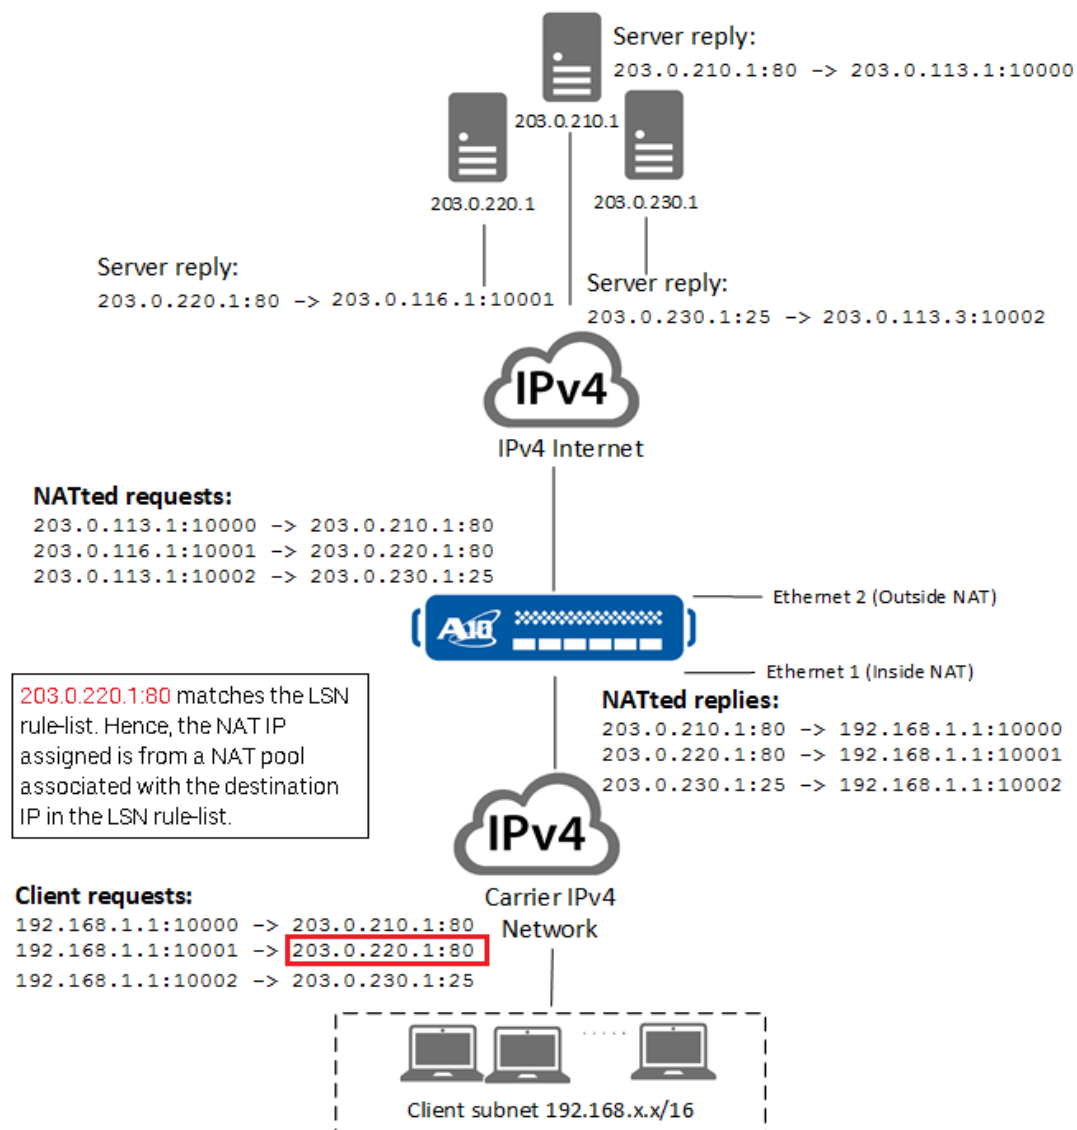 Server reply:
203.0.210.1:80 -> 203.0.113.1:10000
203.0.210.1
203.0.220.1
203.0.230.1
Server reply:
203.0.220.1:80 -> 203.0.116.1:10001
Server reply:
203.0.230.1:25 -> 203.0.113.3:10002
IPv4
IPv4 Internet
NATted requests:
203.0.113.1:10000 -> 203.0.210.1:80
203.0.116.1:10001 -> 203.0.220.1:80
203.0.113.1:10002 -> 203.0.230.1:25
Ethernet 2 (Outside NAT)
A10
Ethernet 1 (Inside NAT)
203.0.220.1:80 matches the LSN
rule-list. Hence, the NAT IP
assigned is from a NAT pool
associated with the destination
IP in the LSN rule-list.
NATted replies:
203.0.210.1:80 -> 192.168.1.1:10000
203.0.220.1:80 -> 192.168.1.1:10001
203.0.230.1:25 -> 192.168.1.1:10002
IPv4
Carrier IPv4
Network
Client requests:
192.168.1.1:10000 -> 203.0.210.1:80
192.168.1.1:10001 -> 203.0.220.1:80
192.168.1.1:10002 -> 203.0.230.1:25
.....
Client subnet 192.168.x.x/16